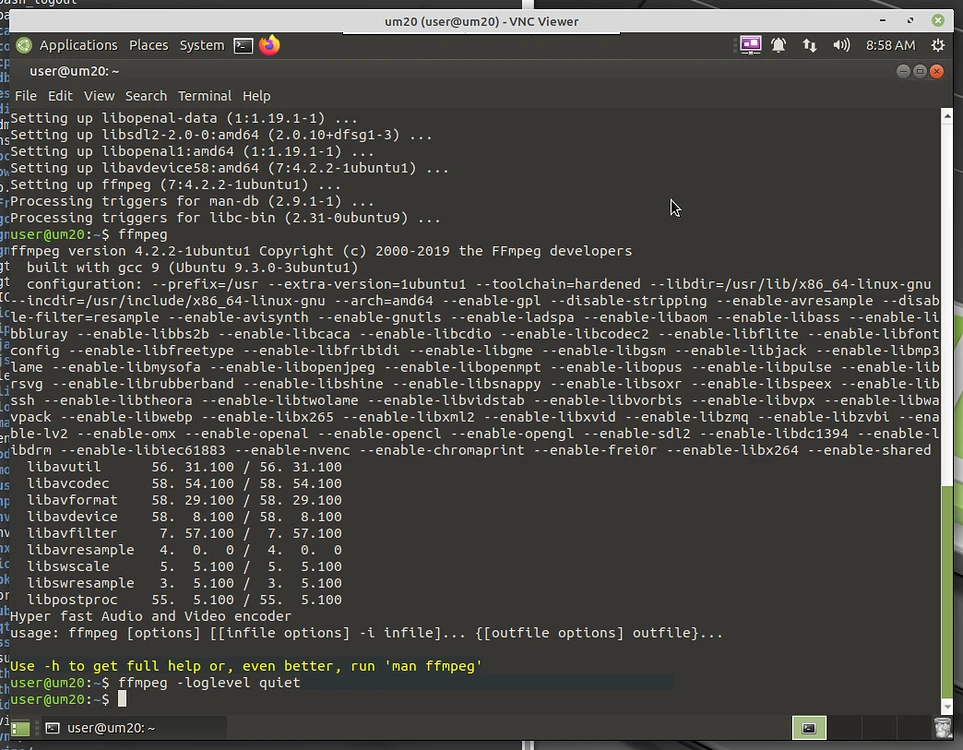 um20 (user@um20) - VNC Viewer
Applications Places System 8:58 AM
user@um20: ~
File Edit View Search Terminal Help
Setting up libopenal-data (1:1.19.1-1) ...
Setting up libsdl2-2.0-0:amd64 (2.0.10+dfsg1-3) ...
Setting up libopenal1:amd64 (1:1.19.1-1) ...
Setting up libavdevice58:amd64 (7:4.2.2-1ubuntu1) ...
Setting up ffmpeg (7:4.2.2-1ubuntu1) ...
Processing triggers for man-db (2.9.1-1) ...
Processing triggers for libc-bin (2.31-0ubuntu9) ...
user@um20:~$ ffmpeg
ffmpeg version 4.2.2-1ubuntu1 Copyright (c) 2000-2019 the FFmpeg developers
built with gcc 9 (Ubuntu 9.3.0-3ubuntu1)
configuration: --prefix=/usr --extra-version=1ubuntu1 --toolchain=hardened --libdir=/usr/lib/x86_64-linux-gnu
--incdir=/usr/include/x86_64-linux-gnu --arch=amd64 --enable-gpl --disable-stripping --enable-avresample --disab
le-filter=resample --enable-avisynth --enable-gnutls --enable-ladspa --enable-libaom --enable-libass --enable-li
bbluray --enable-libbs2b --enable-libcaca --enable-libcdio --enable-libcodec2 --enable-libflite --enable-libfont
config --enable-libfreetype --enable-libfribidi --enable-libgme --enable-libgsm --enable-libjack --enable-libmp3
lame --enable-libmysofa --enable-libopenjpeg --enable-libopenmpt --enable-libopus --enable-libpulse --enable-lib
rsvg --enable-librubberband --enable-libshine --enable-libsnappy --enable-libsoxr --enable-libspeex --enable-lib
ssh --enable-libtheora --enable-libtwolame --enable-libvidstab --enable-libvorbis --enable-libvpx --enable-libwa
vpack --enable-libwebp --enable-libx265 --enable-libxml2 --enable-libxvid --enable-libzmq --enable-libzvbi --ena
ble-lv2 --enable-omx --enable-openal --enable-opencl --enable-opengl --enable-sdl2 --enable-libdc1394 --enable-l
ibdrm --enable-libiec61883 --enable-nvenc --enable-chromaprint --enable-frei0r --enable-libx264 --enable-shared
libavutil 56. 31.100 / 56. 31.100
libavcodec 58. 54.100 / 58. 54.100
libavformat 58. 29.100 / 58. 29.100
libavdevice 58. 8.100 / 58. 8.100
libavfilter 7. 57.100 / 7. 57.100
libavresample 4. 0. 0 / 4. 0. 0
libswscale 5. 5.100 / 5. 5.100
libswresample 3. 5.100 / 3. 5.100
libpostproc 55. 5.100 / 55. 5.100
Hyper fast Audio and Video encoder
usage: ffmpeg [options] [[infile options] -i infile]... {[outfile options] outfile}...
Use -h to get full help or, even better, run 'man ffmpeg'
user@um20:~$ ffmpeg -loglevel quiet
user@um20:~$
user@um20: ~